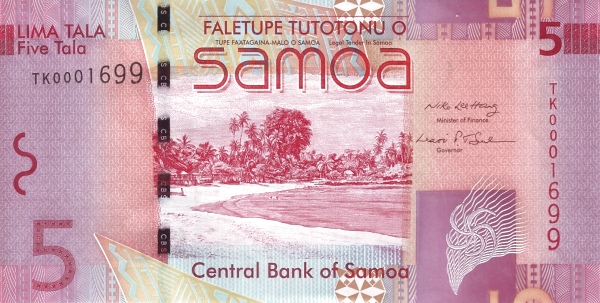 LIMA TALA
Five Tala
FALETUPE TUTOTONU O
TUPE FAATAGAINA-MALO O SAMOA Legal Tender in Samoa
samoa
5
TK0001699
Minister of Finance
Governor
TK0001699
5
Central Bank of Samoa